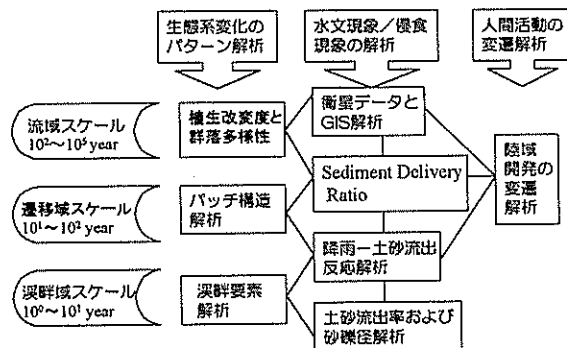 生態系変化の
パターン解析
水文現象／侵食
現象の解析
人間活動の
変遷解析
流域スケール
10²～10⁵ year
植生改変度と
群落多様性
衛星データと
GIS解析
Sediment Delivery
Ratio
陸域
開発の
変遷
解析
遷移域スケール
10¹～10² year
パッチ構造
解析
降雨ー土砂流出
反応解析
渓畔域スケール
10⁰～10¹ year
渓畔要素
解析
土砂流出率および
砂礫径解析